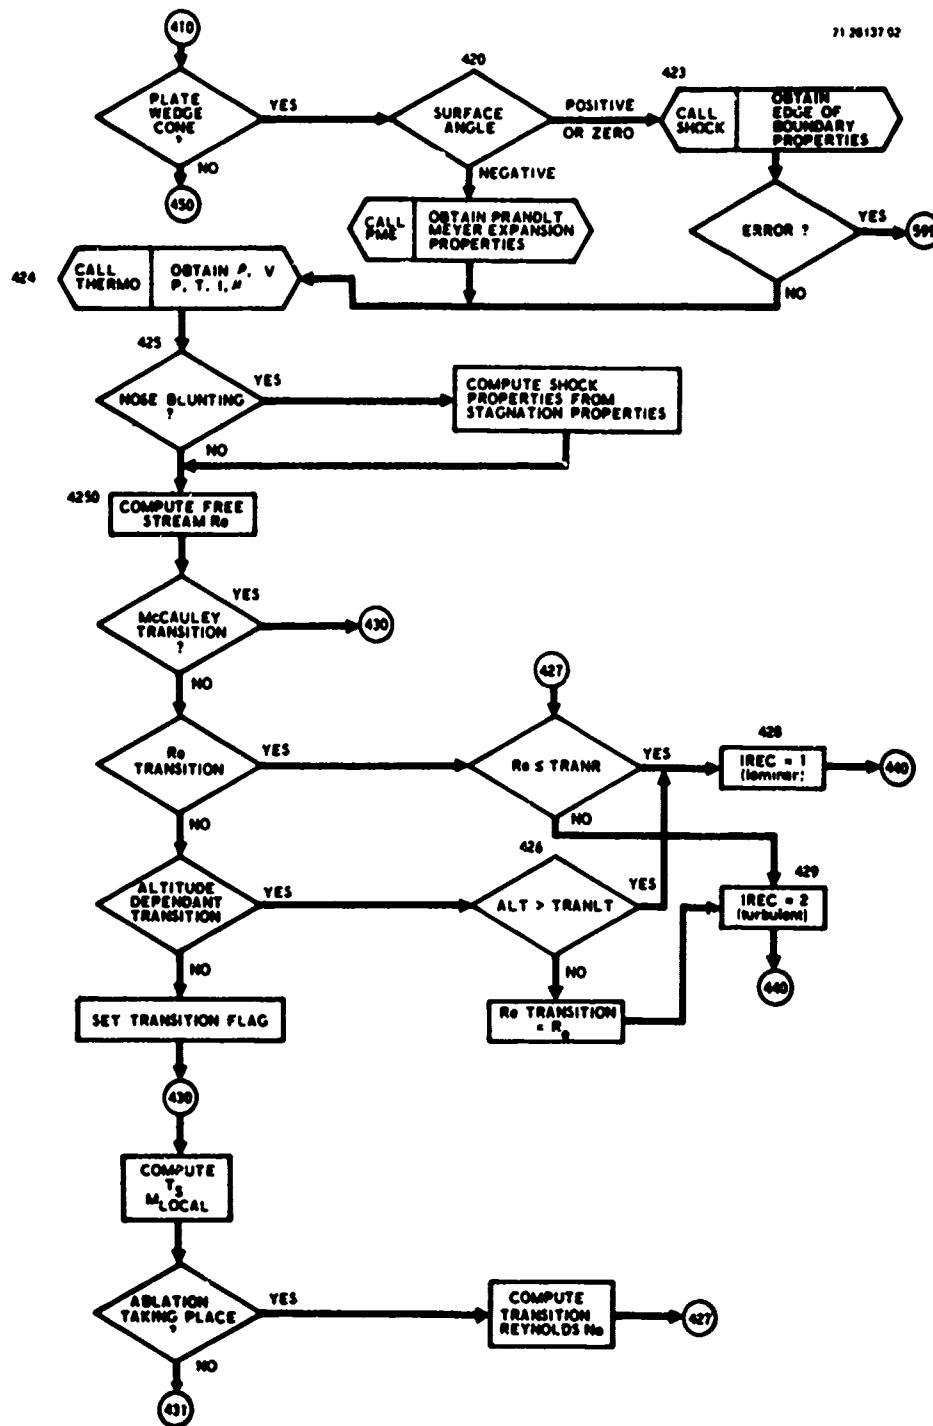 410
71 26137 02
PLATE
WEDGE
CONE
?
YES
NO
450
420
SURFACE
ANGLE
POSITIVE
OR ZERO
NEGATIVE
423
CALL
SHOCK
OBTAIN
EDGE OF
BOUNDARY
PROPERTIES
CALL
PME
OBTAIN PRANDLT
MEYER EXPANSION
PROPERTIES
ERROR ?
YES
NO
424
CALL
THERMO
OBTAIN ρ, V
P, T, I, μ
425
NOSE BLUNTING
?
YES
NO
COMPUTE SHOCK
PROPERTIES FROM
STAGNATION PROPERTIES
4250
COMPUTE FREE
STREAM Re
McCAULEY
TRANSITION
?
YES
430
NO
427
Re
TRANSITION
YES
NO
Re ≤ TRANR
YES
NO
428
IREC = 1
(laminar)
440
ALTITUDE
DEPENDANT
TRANSITION
YES
NO
426
ALT > TRANLT
YES
NO
429
IREC = 2
(turbulent)
440
SET TRANSITION FLAG
Re TRANSITION
= Re
430
COMPUTE
TS
MLOCAL
ABLATION
TAKING PLACE
?
YES
NO
COMPUTE
TRANSITION
REYNOLDS No
427
431